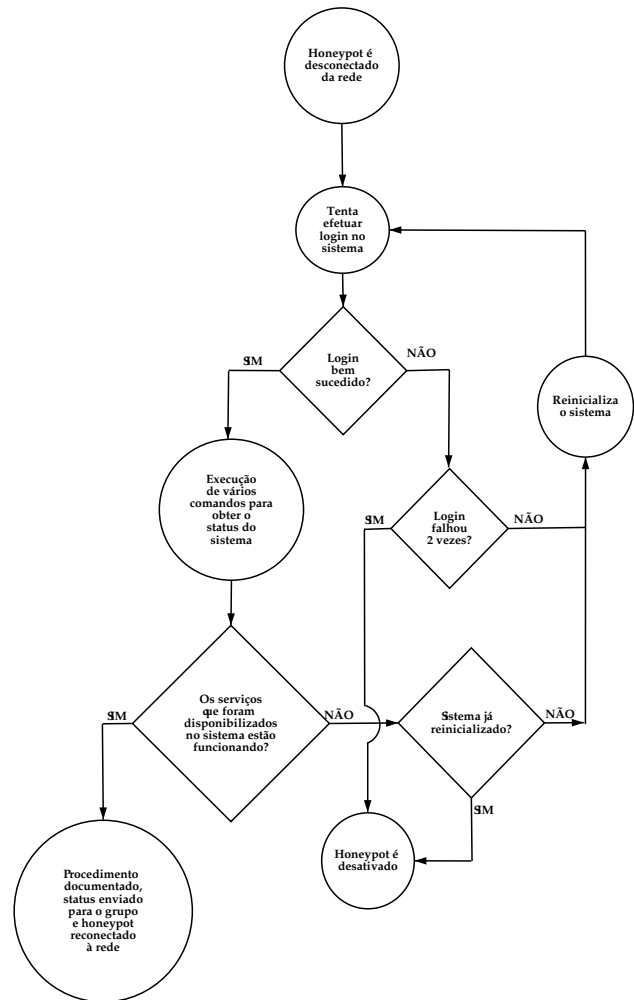 Honeypot é
desconectado
da rede
Tenta
efetuar
login no
sistema
Login
bem
sucedido?
SIM
NÃO
Reinicializa
o sistema
Execução
de vários
comandos para
obter o
status do
sistema
Login
falhou
2 vezes?
SIM
NÃO
Os serviços
que foram
disponibilizados
no sistema estão
funcionando?
SIM
NÃO
Sistema já
reinicializado?
NÃO
SIM
Honeypot é
desativado
Procedimento
documentado,
status enviado
para o grupo
e honeypot
reconectado
à rede